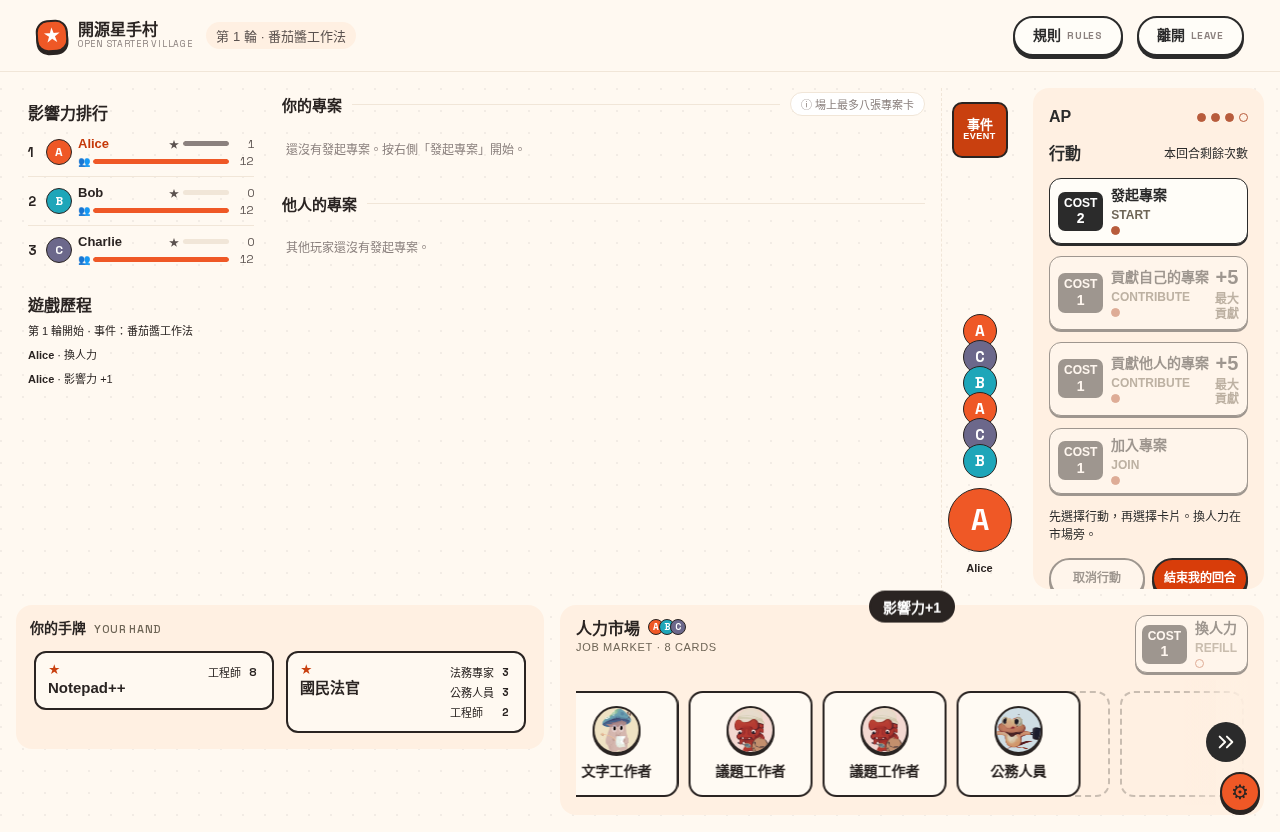 開源星手村
OPEN STARTER VILLAGE
第 1 輪 · 番茄醬工作法
規則 RULES
離開 LEAVE
影響力排行
1 A Alice ★ 1
12
2 B Bob ★ 0
12
3 C Charlie ★ 0
12
遊戲歷程
第 1 輪開始 · 事件：番茄醬工作法
Alice · 換人力
Alice · 影響力 +1
你的專案
ⓘ 場上最多八張專案卡
還沒有發起專案。按右側「發起專案」開始。
他人的專案
其他玩家還沒有發起專案。
事件
EVENT
A
C
B
A
C
B
A
Alice
AP
行動
本回合剩餘次數
COST 2
發起專案
START
COST 1
貢獻自己的專案
CONTRIBUTE
+5
最大
貢獻
COST 1
貢獻他人的專案
CONTRIBUTE
+5
最大
貢獻
COST 1
加入專案
JOIN
先選擇行動，再選擇卡片。換人力在
市場旁。
取消行動
結束我的回合
影響力+1
你的手牌 YOUR HAND
★
Notepad++
工程師 8
★
國民法官
法務專家 3
公務人員 3
工程師 2
人力市場 A B C
JOB MARKET · 8 CARDS
COST 1
換人力
REFILL
文字工作者
議題工作者
議題工作者
公務人員